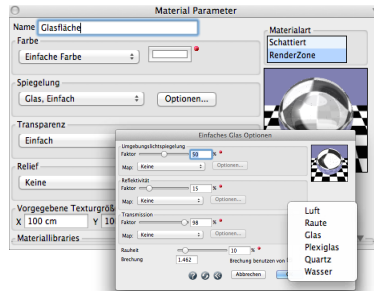 Material Parameter
Name Glasfläche
Materialart
Farbe
Schattiert
Einfache Farbe
RenderZone
Spiegelung
Glas, Einfach Optionen...
Transparenz
Einfach
Einfaches Glas Optionen
Umgebungslichtspiegelung
Faktor 50 %
Map: Keine Optionen...
Relief
Reflektivität
Faktor 15 %
Keine
Map: Keine Optionen...
Vorgegebene Texturgröß
Transmission
X 100 cm Y 10
Faktor 98 %
Materiallibraries
Map: Keine Optionen...
Rauheit 10 %
Brechung 1.462 Brechung benutzen von
Abbrechen
Luft
Raute
Glas
Plexiglas
Quartz
Wasser